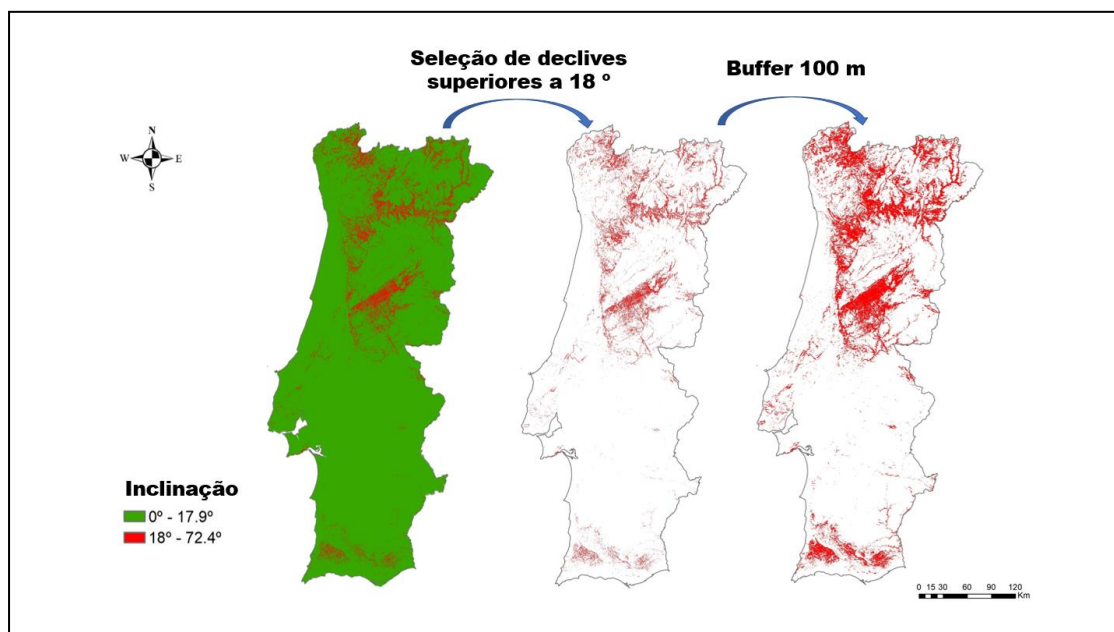 Seleção de declives
superiores a 18 º
Buffer 100 m
N
W E
S
Inclinação
0º - 17.9º
18º - 72.4º
0 15 30 60 90 120
Km